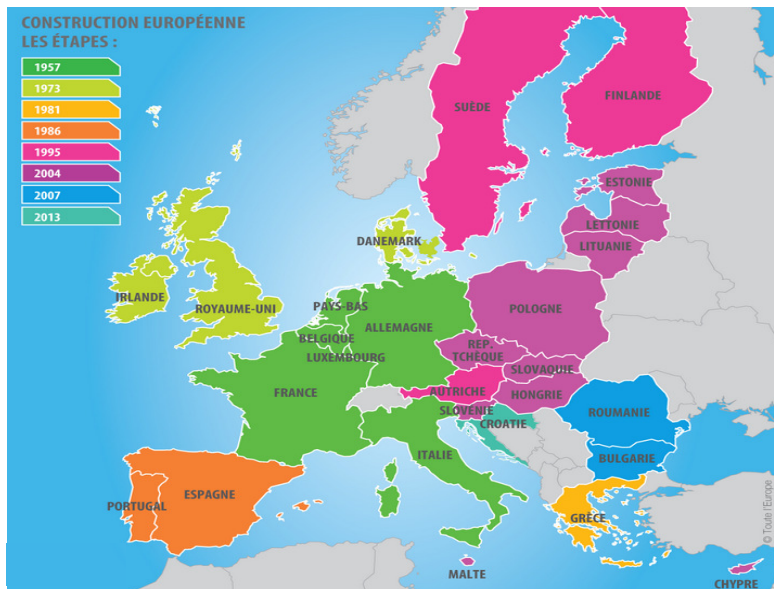 CONSTRUCTION EUROPÉENNE
LES ÉTAPES :
1957
1973
1981
1986
1995
2004
2007
2013
SUÈDE
FINLANDE
ESTONIE
LETTONIE
LITUANIE
DANEMARK
IRLANDE
ROYAUME-UNI
PAYS-BAS
ALLEMAGNE
POLOGNE
BELGIQUE
LUXEMBOURG
REP.
TCHÈQUE
SLOVAQUIE
FRANCE
AUTRICHE
HONGRIE
SLOVÉNIE
CROATIE
ROUMANIE
ITALIE
BULGARIE
PORTUGAL
ESPAGNE
GRÈCE
MALTE
CHYPRE
© Toute l'Europe